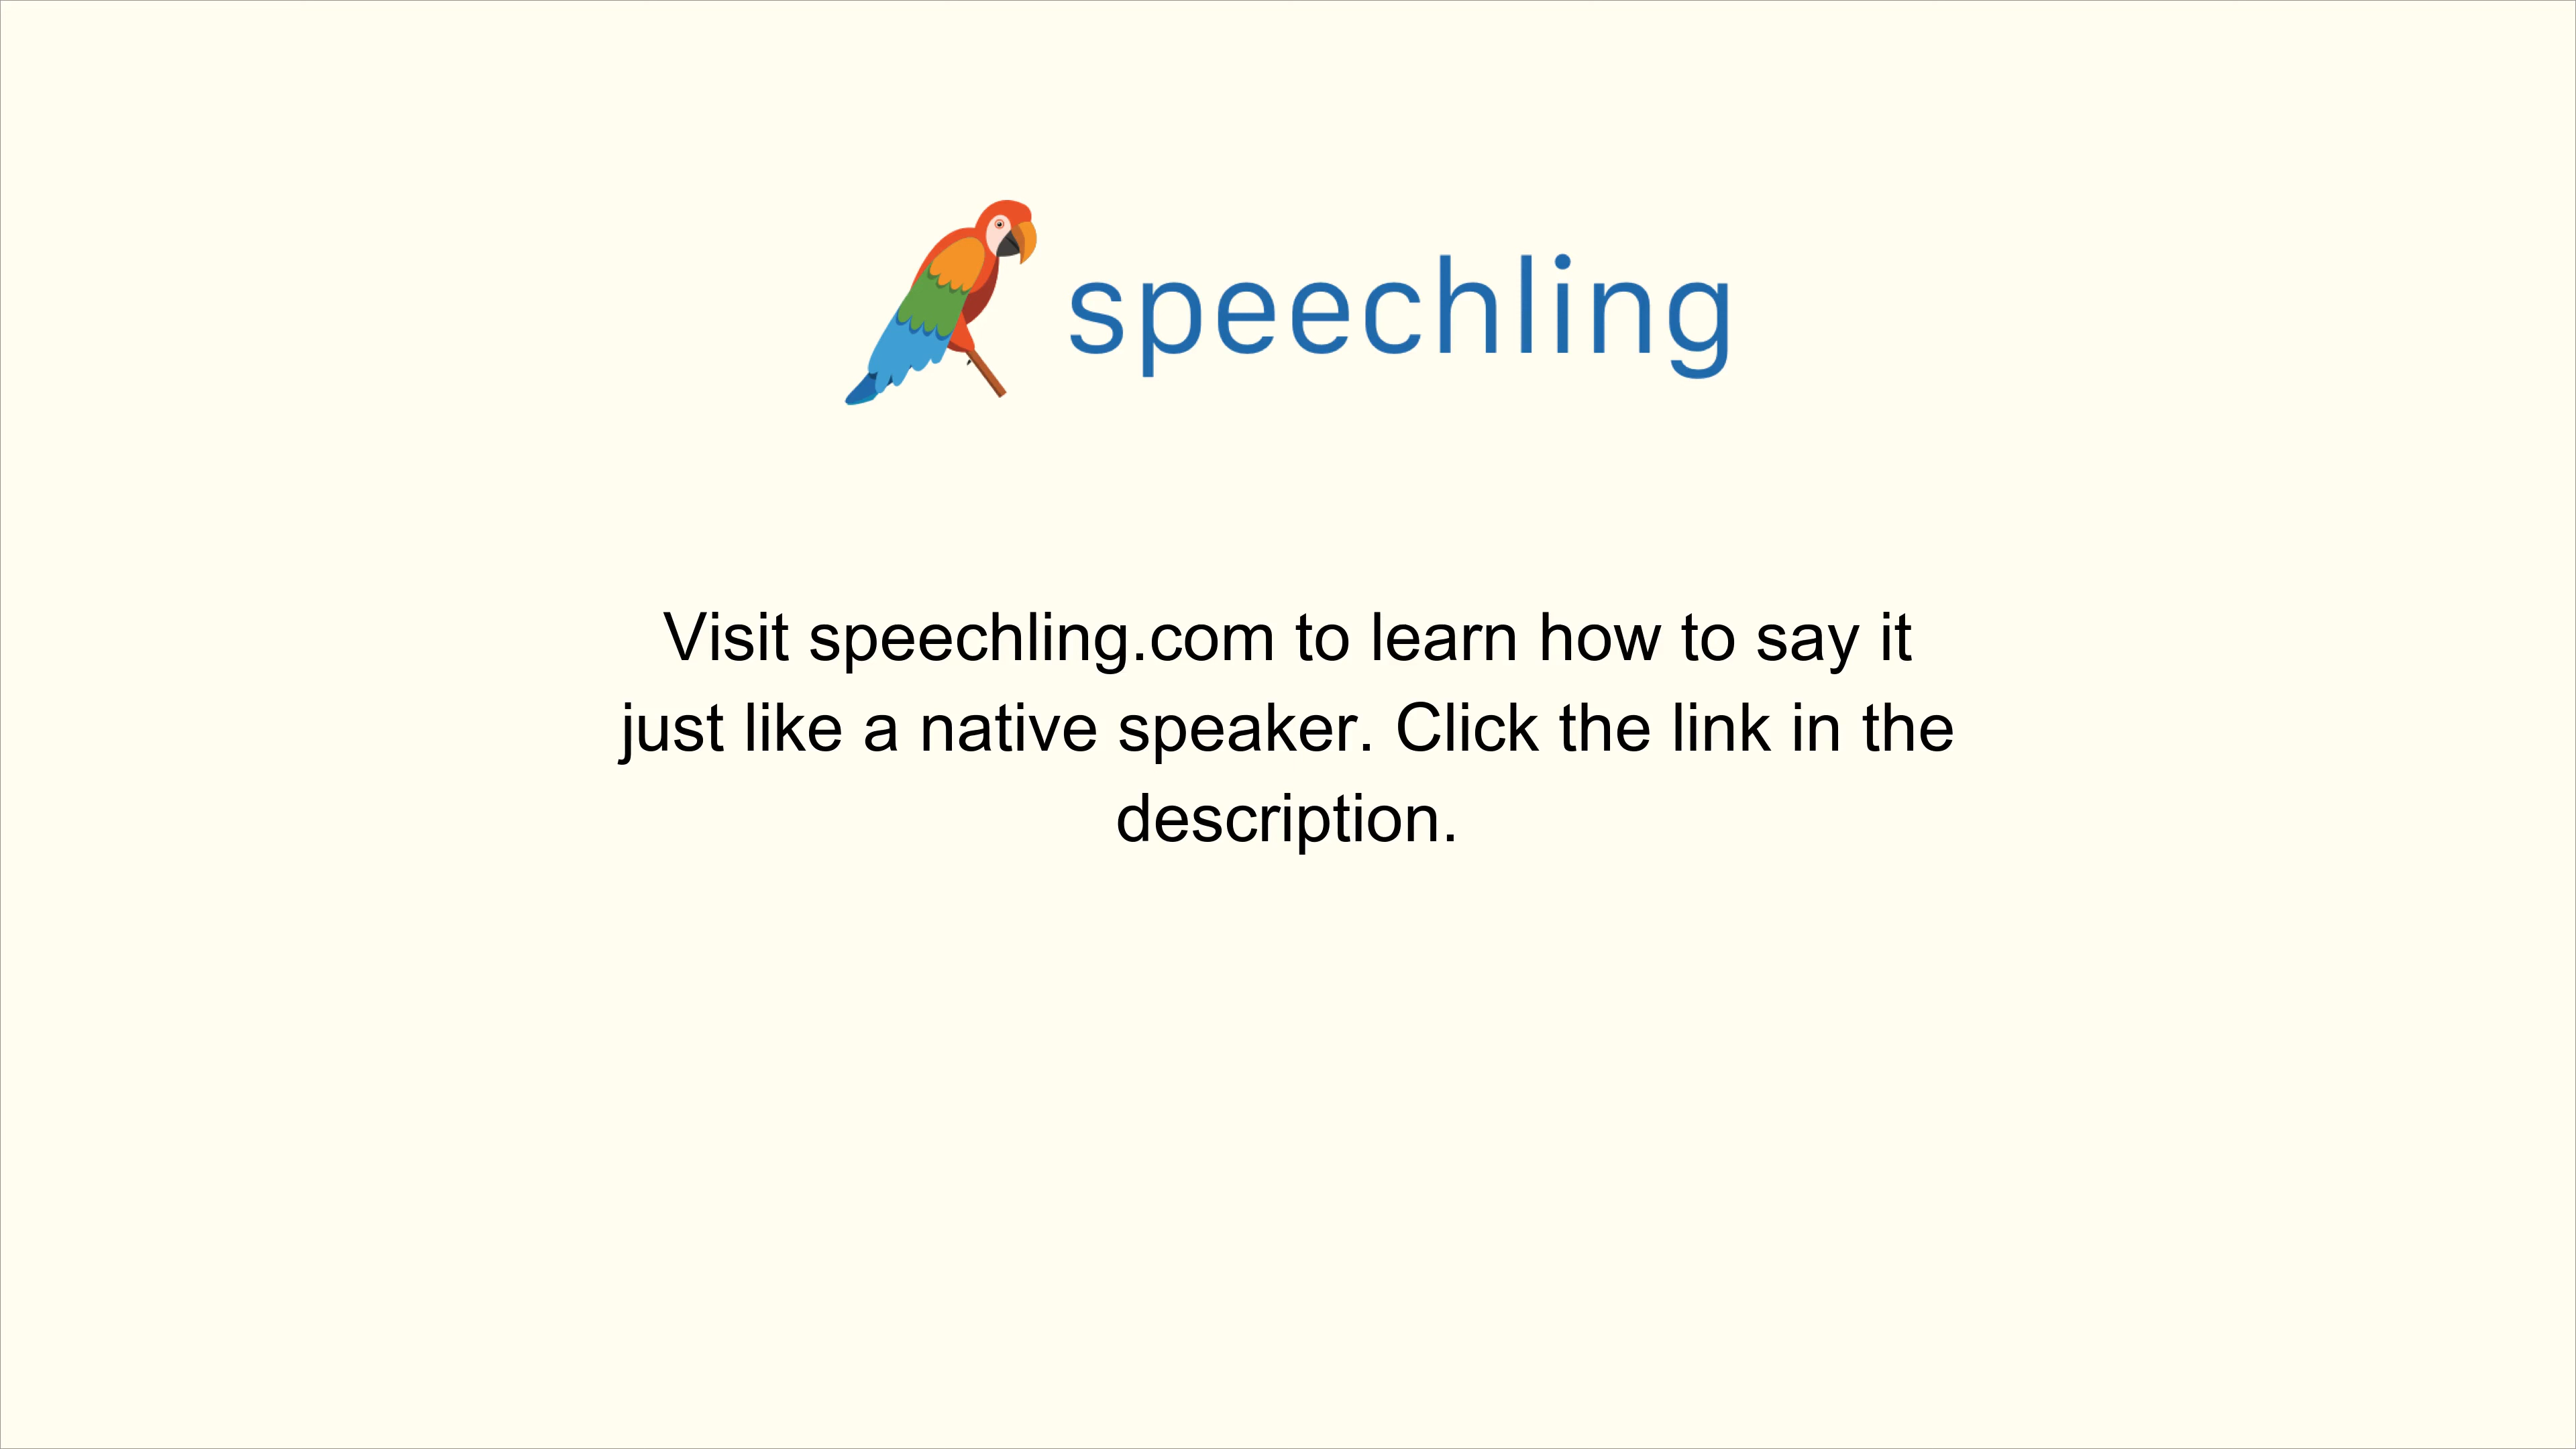 speechling
Visit speechling.com to learn how to say it
just like a native speaker. Click the link in the
description.